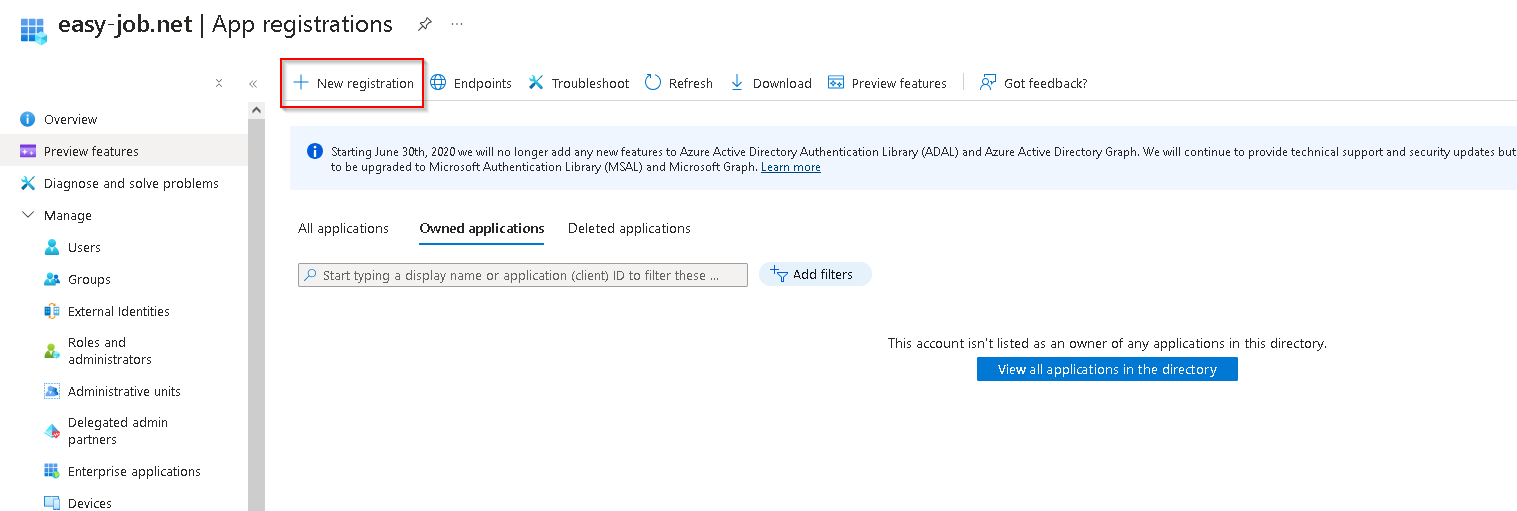 easy-job.net | App registrations
New registration
Endpoints
Troubleshoot
Refresh
Download
Preview features
Got feedback?
Overview
Preview features
Diagnose and solve problems
Manage
Users
Groups
External Identities
Roles and
administrators
Administrative units
Delegated admin
partners
Enterprise applications
Devices
Starting June 30th, 2020 we will no longer add any new features to Azure Active Directory Authentication Library (ADAL) and Azure Active Directory Graph. We will continue to provide technical support and security updates but
to be upgraded to Microsoft Authentication Library (MSAL) and Microsoft Graph. Learn more
All applications
Owned applications
Deleted applications
Start typing a display name or application (client) ID to filter these ...
Add filters
This account isn't listed as an owner of any applications in this directory.
View all applications in the directory